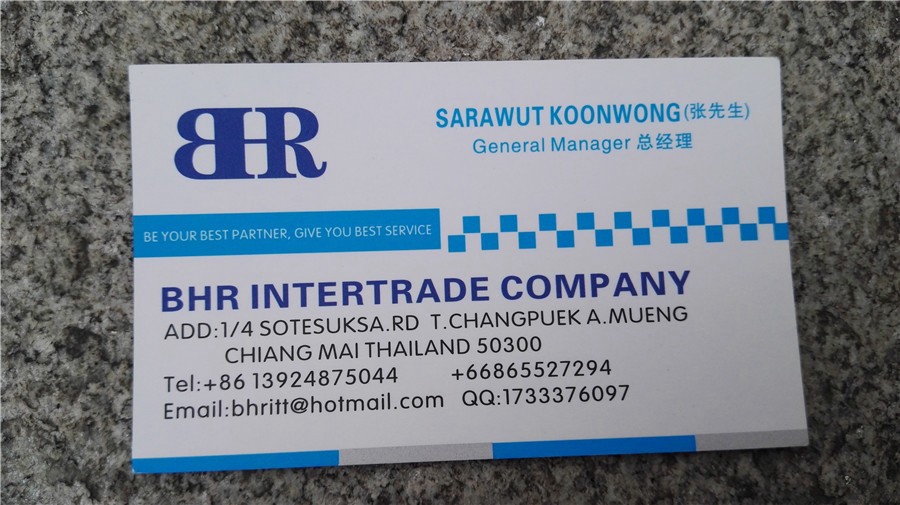 BHR
SARAWUT KOONWONG(张先生)
General Manager 总经理
BE YOUR BEST PARTNER, GIVE YOU BEST SERVICE
BHR INTERTRADE COMPANY
ADD:1/4 SOTESUKSA.RD T.CHANGPUEK A.MUENG
CHIANG MAI THAILAND 50300
Tel:+86 13924875044 +66865527294
Email:bhritt@hotmail.com QQ:1733376097